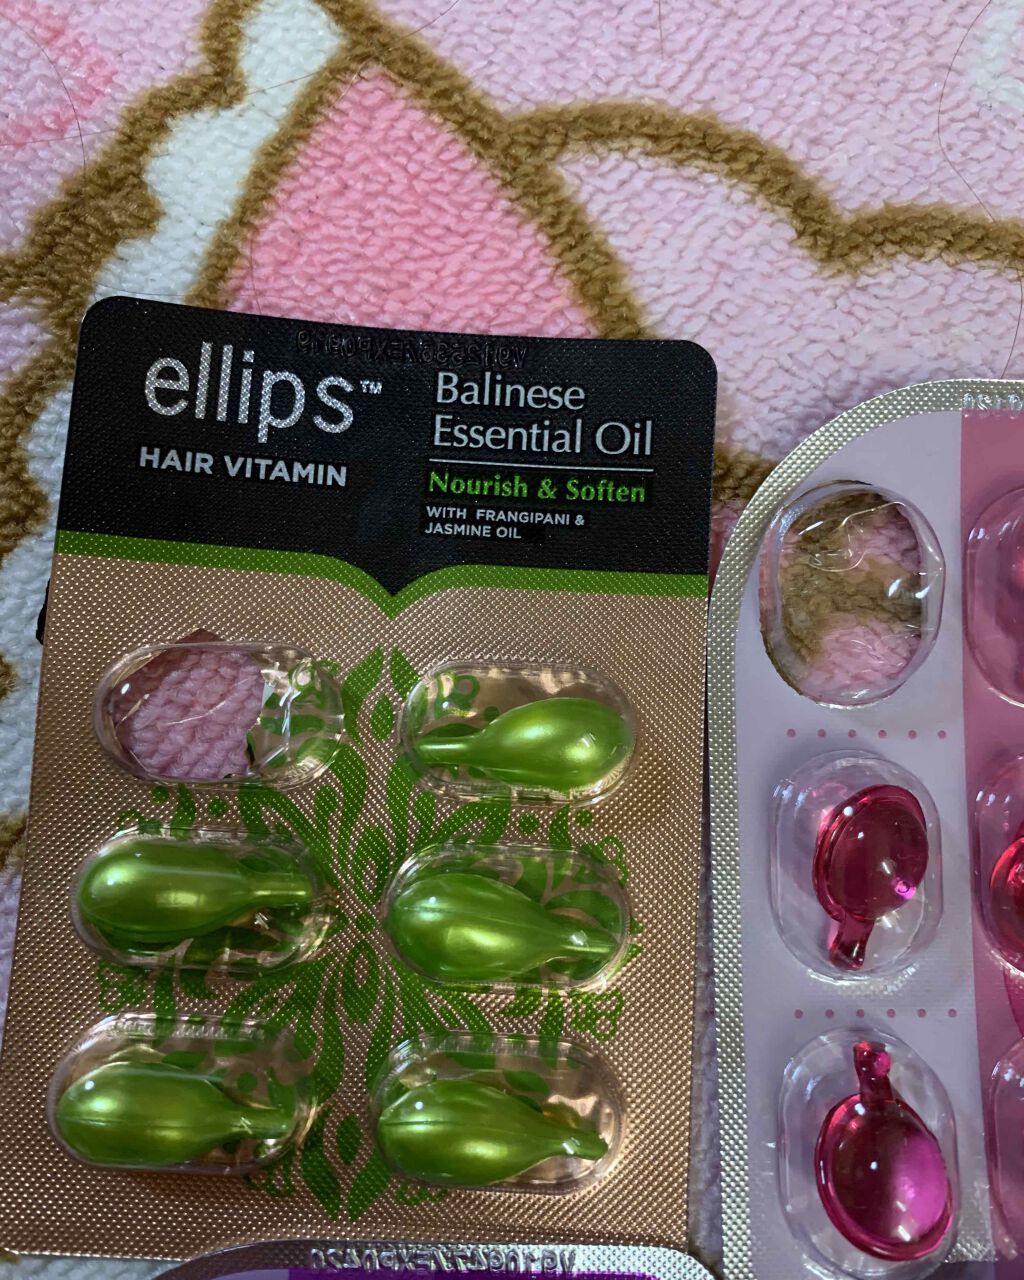 ellips™
HAIR VITAMIN
Balinese
Essential Oil
Nourish & Soften
WITH FRANGIPANI &
JASMINE OIL